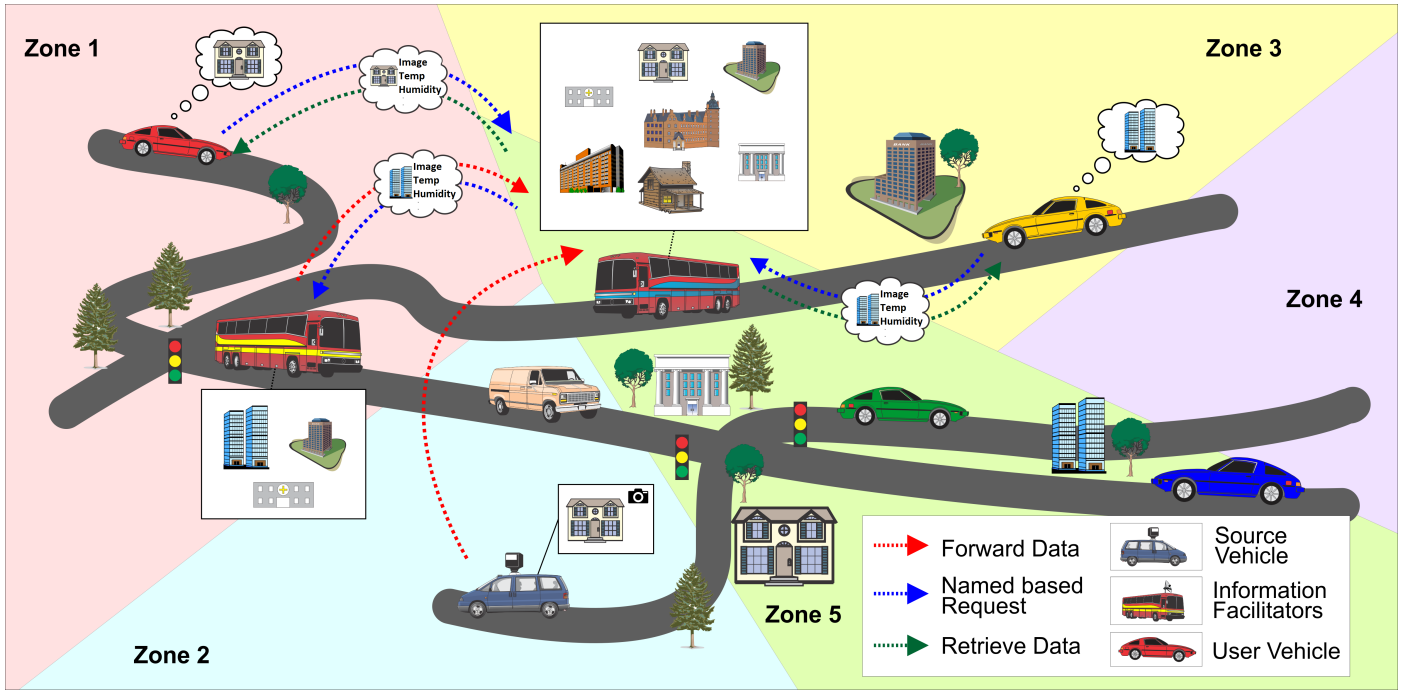 Zone 1
Image
Temp
Humidity
Zone 3
Image
Temp
Humidity
BANK
Zone 4
Image
Temp
Humidity
Zone 5
Zone 2
Forward Data
Named based
Request
Retrieve Data
Source
Vehicle
Information
Facilitators
User Vehicle